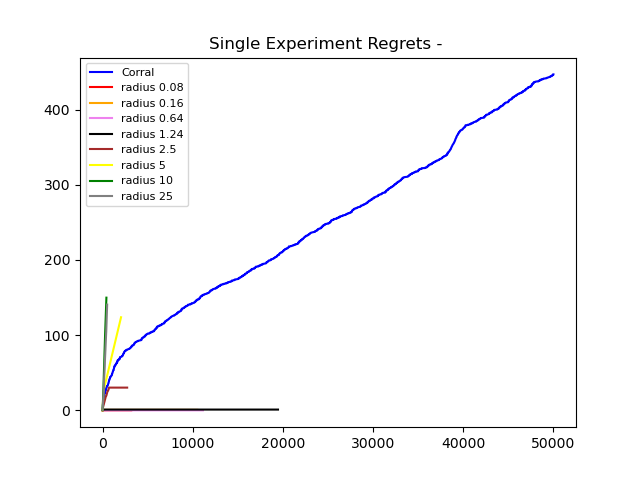 Single Experiment Regrets -
Corral
radius 0.08
radius 0.16
radius 0.64
radius 1.24
radius 2.5
radius 5
radius 10
radius 25
400
300
200
100
0
0 10000 20000 30000 40000 50000